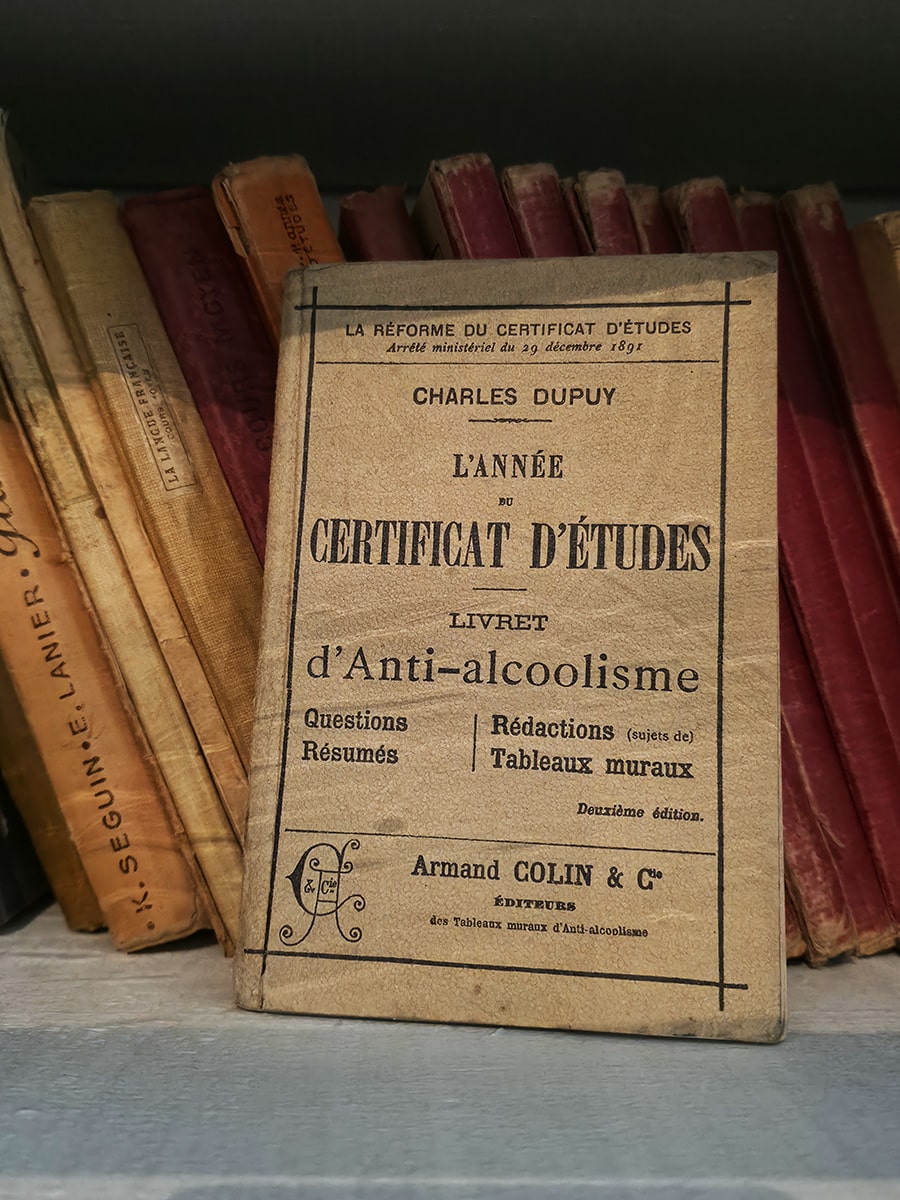 LA RÉFORME DU CERTIFICAT D'ÉTUDES
Arrêté ministériel du 29 décembre 1891
CHARLES DUPUY
L'ANNÉE
DU
CERTIFICAT D'ÉTUDES
LIVRET
d'Anti-alcoolisme
Questions
Résumés
Rédactions (sujets de)
Tableaux muraux
Deuxième édition.
& Cie
Armand COLIN & Cie
ÉDITEURS
des Tableaux muraux d'Anti-alcoolisme
K. SEGUIN • E. LANIER •
LA LANGUE FRANÇAISE
COURS MOYEN